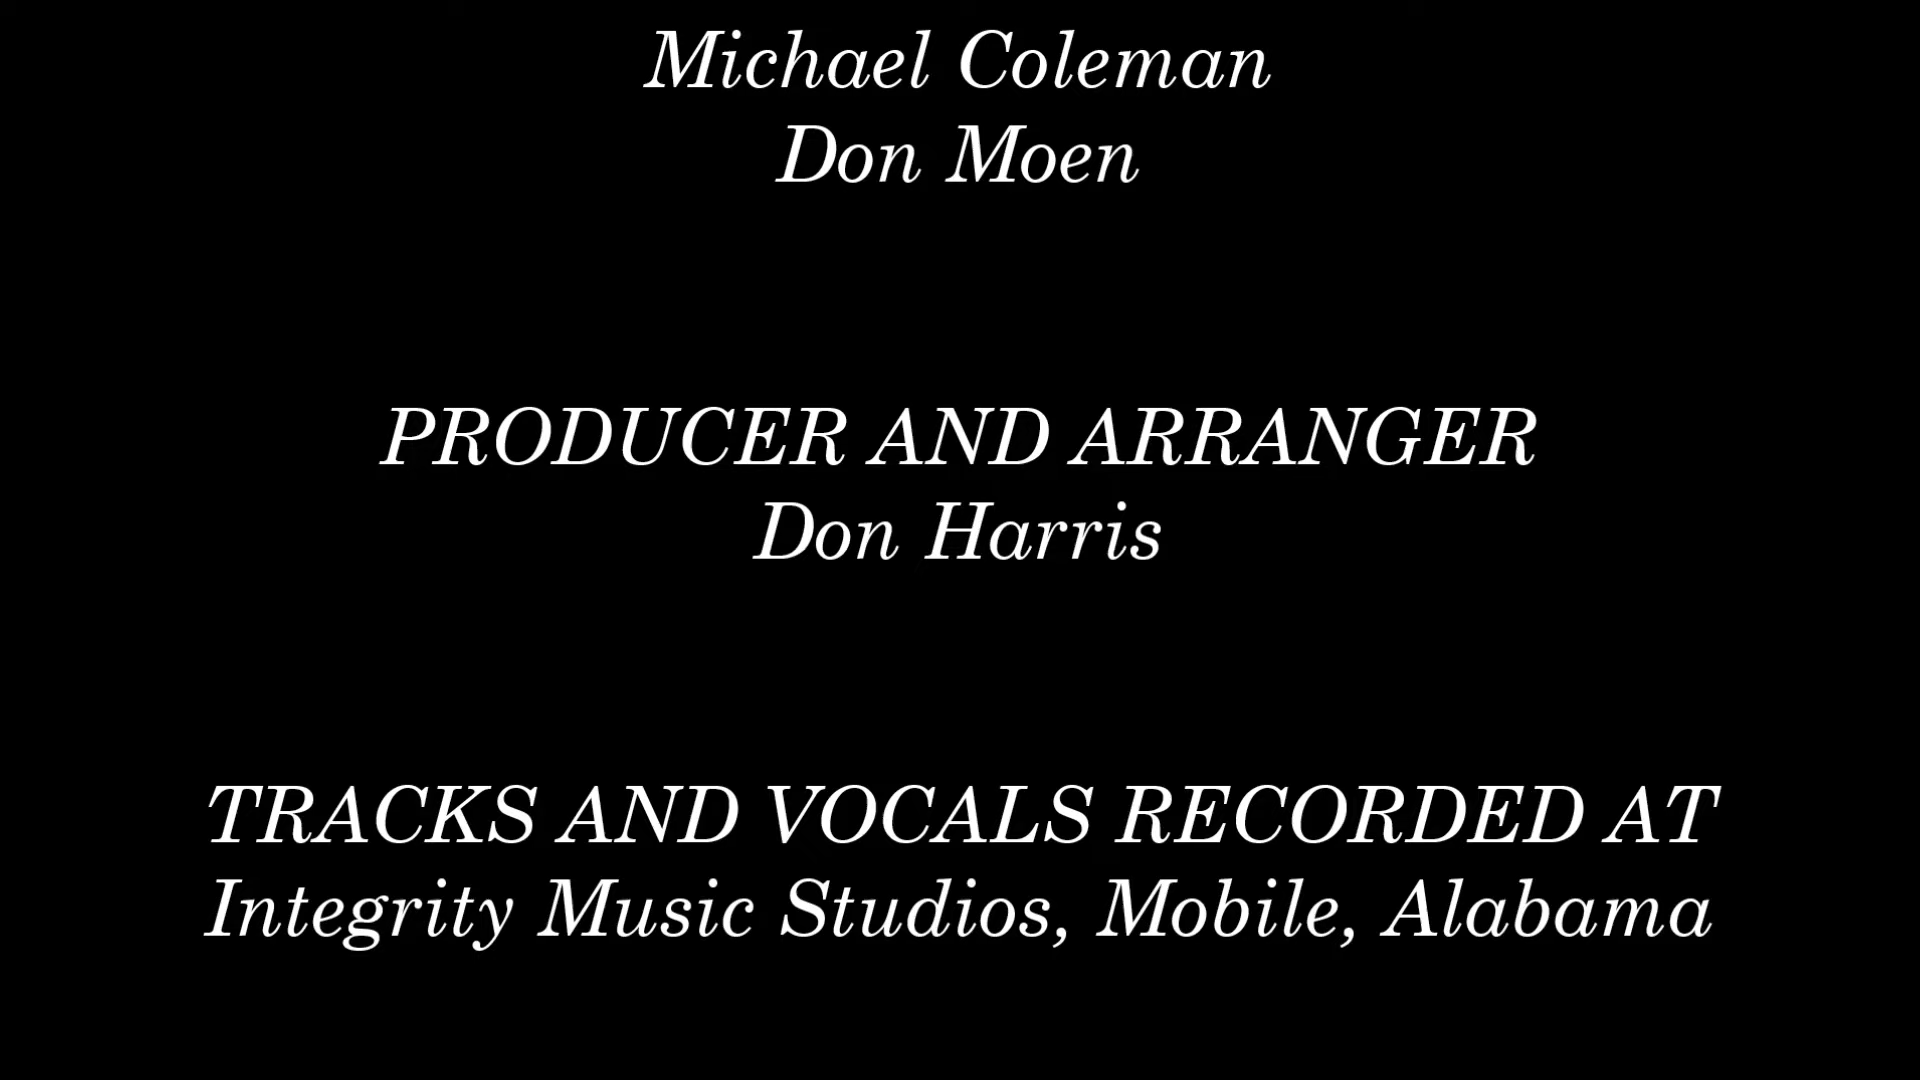 Michael Coleman
Don Moen
PRODUCER AND ARRANGER
Don Harris
TRACKS AND VOCALS RECORDED AT
Integrity Music Studios, Mobile, Alabama